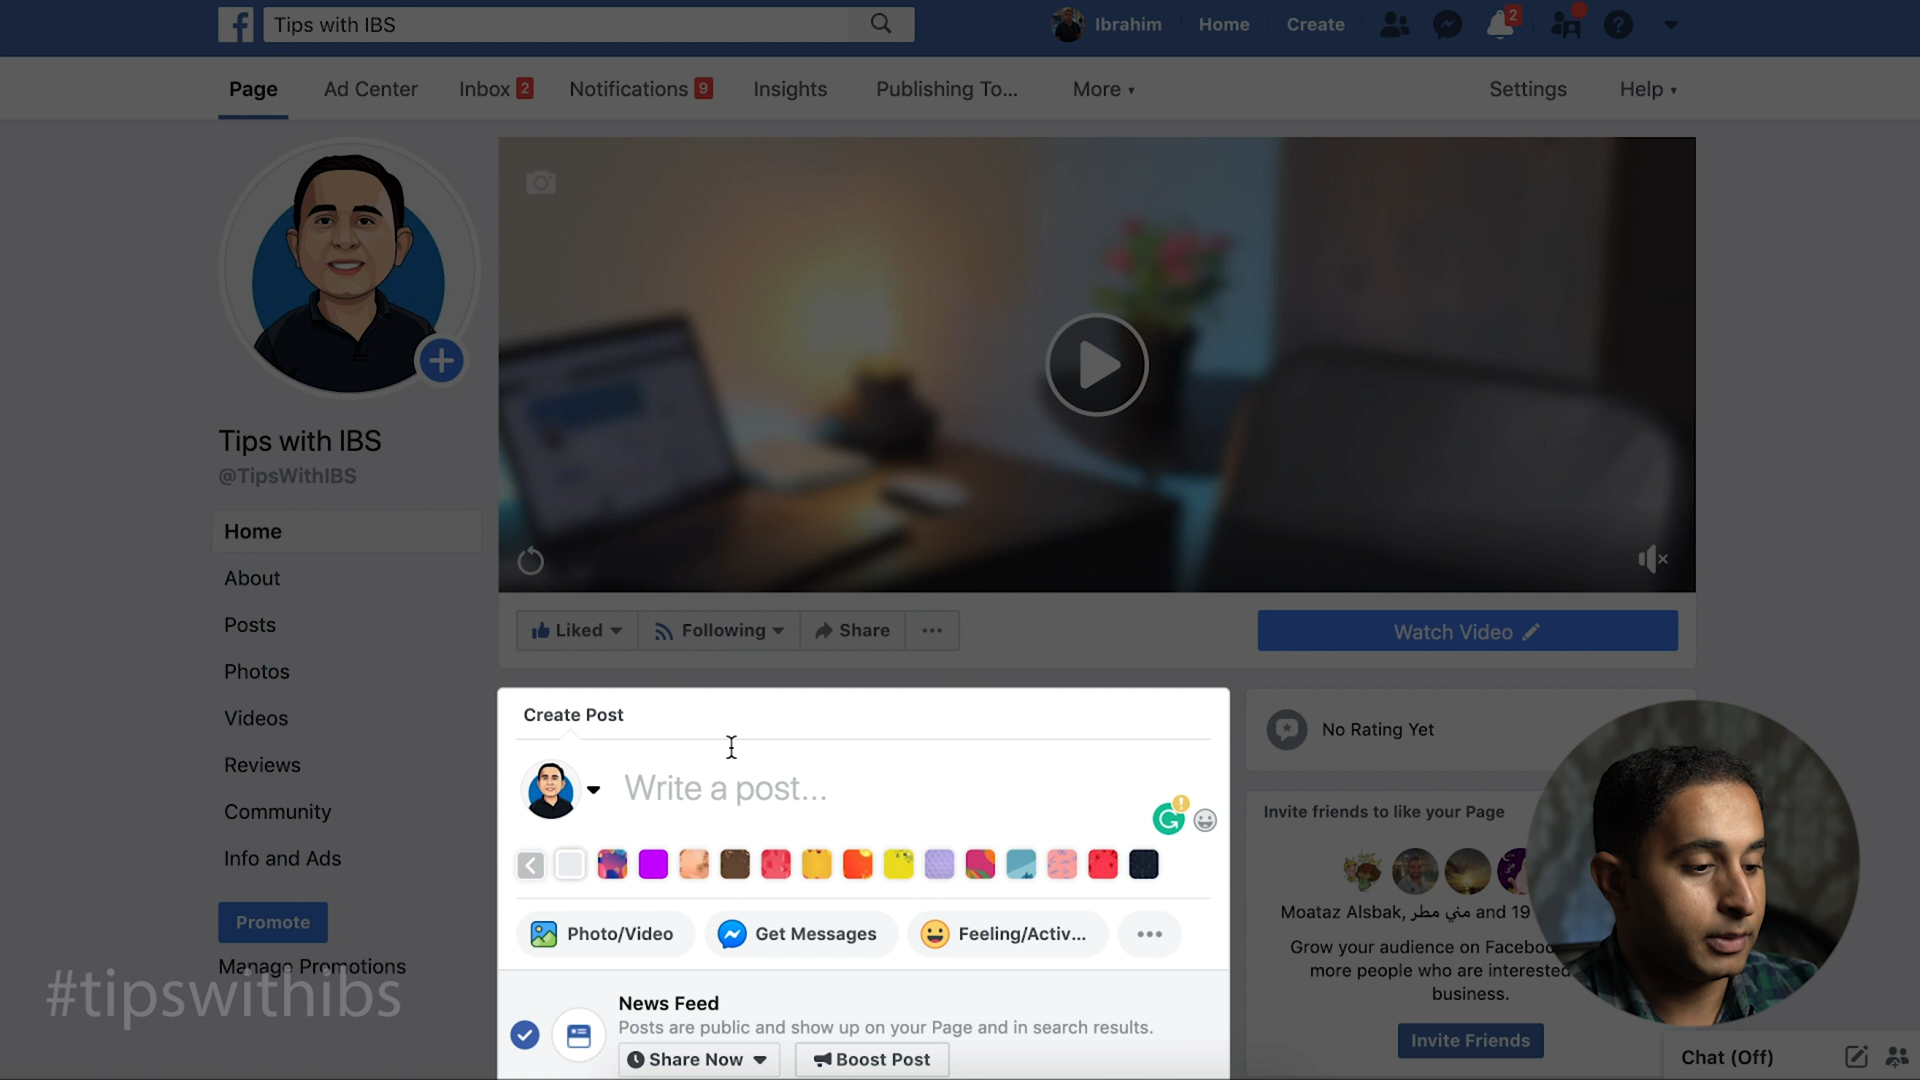 Tips with IBS
Ibrahim
Home
Create
2
Page
Ad Center
Inbox 2
Notifications 9
Insights
Publishing To...
More
Settings
Help
Tips with IBS
@TipsWithIBS
Home
About
Posts
Photos
Videos
Reviews
Community
Info and Ads
Promote
Manage Promotions
#tipswithibs
Liked
Following
Share
Watch Video
Create Post
Write a post...
Photo/Video
Get Messages
Feeling/Activ...
News Feed
Posts are public and show up on your Page and in search results.
Share Now
Boost Post
No Rating Yet
Invite friends to like your Page
Moataz Alsbak, مني مطر and 19
Grow your audience on Facebo
more people who are interested
business.
Invite Friends
Chat (Off)